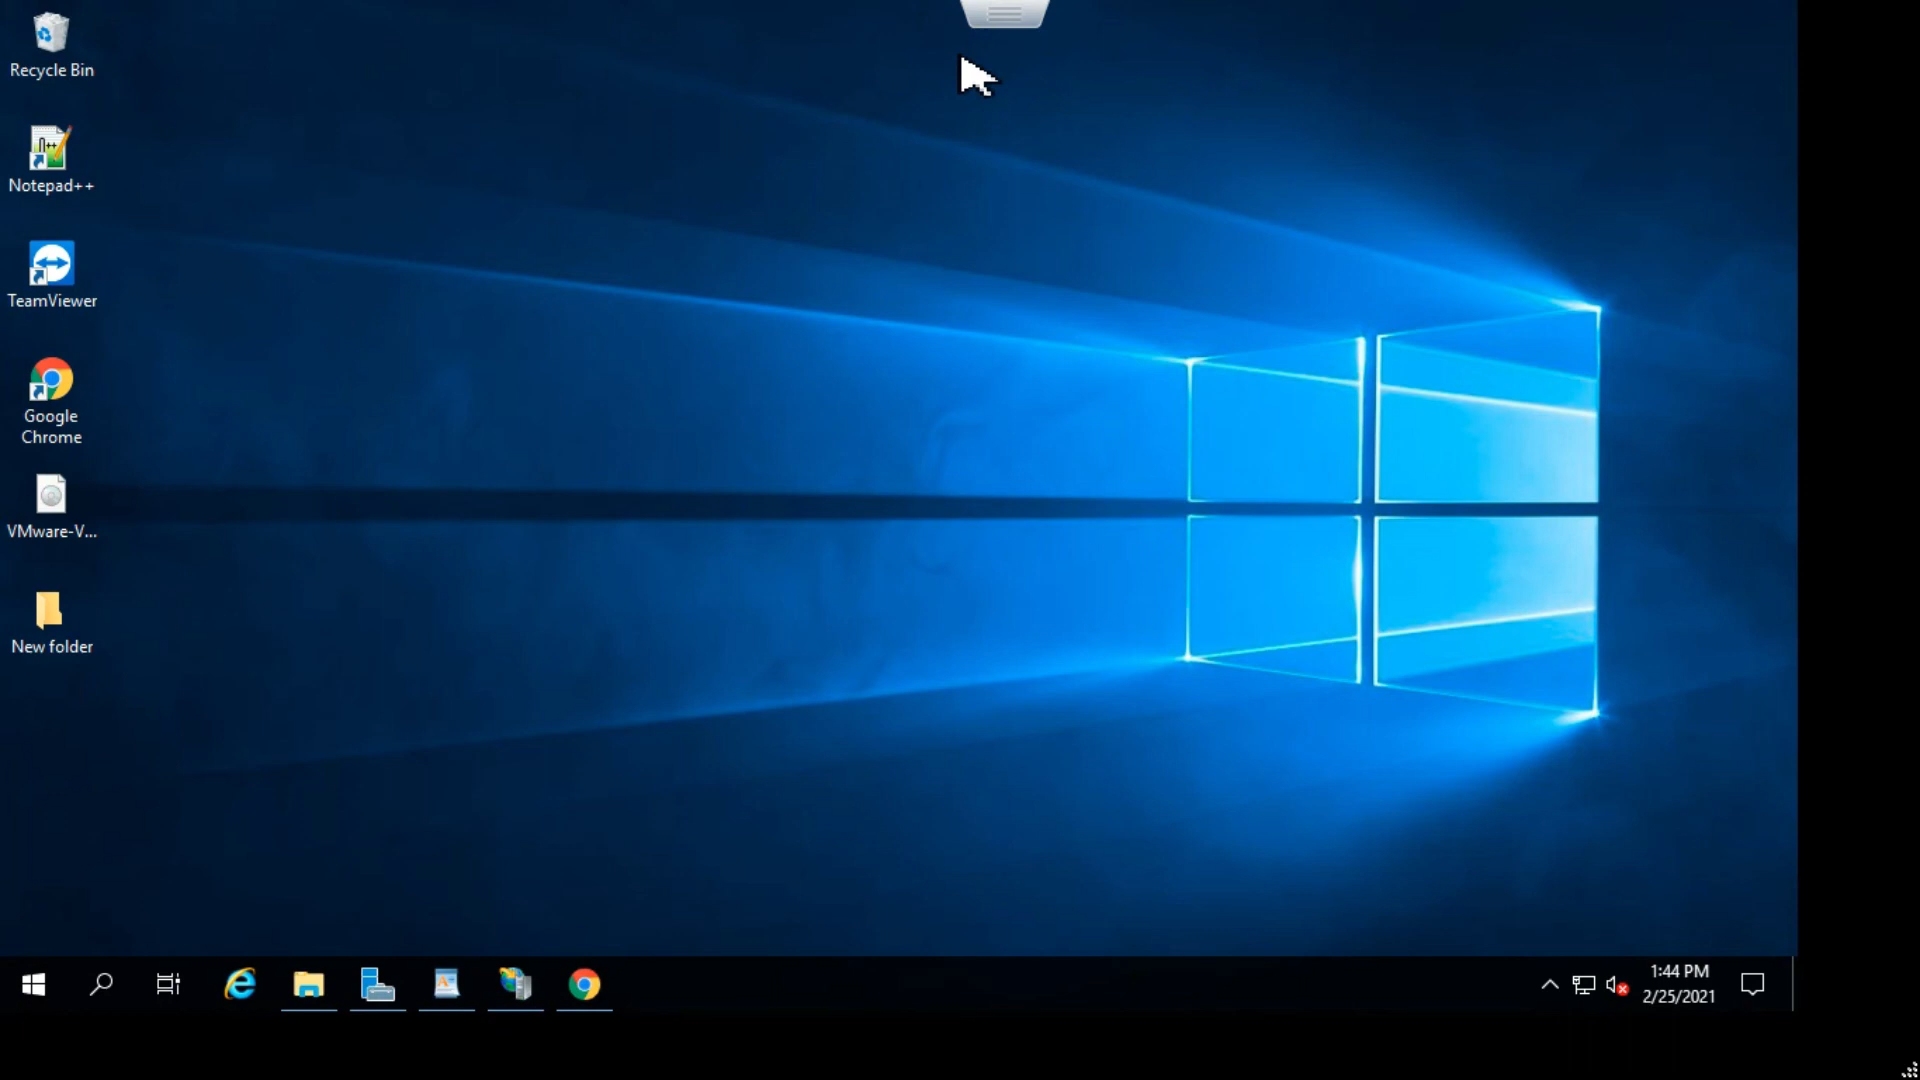 Recycle Bin
Notepad++
TeamViewer
Google
Chrome
VMware-V...
New folder
1:44 PM
2/25/2021